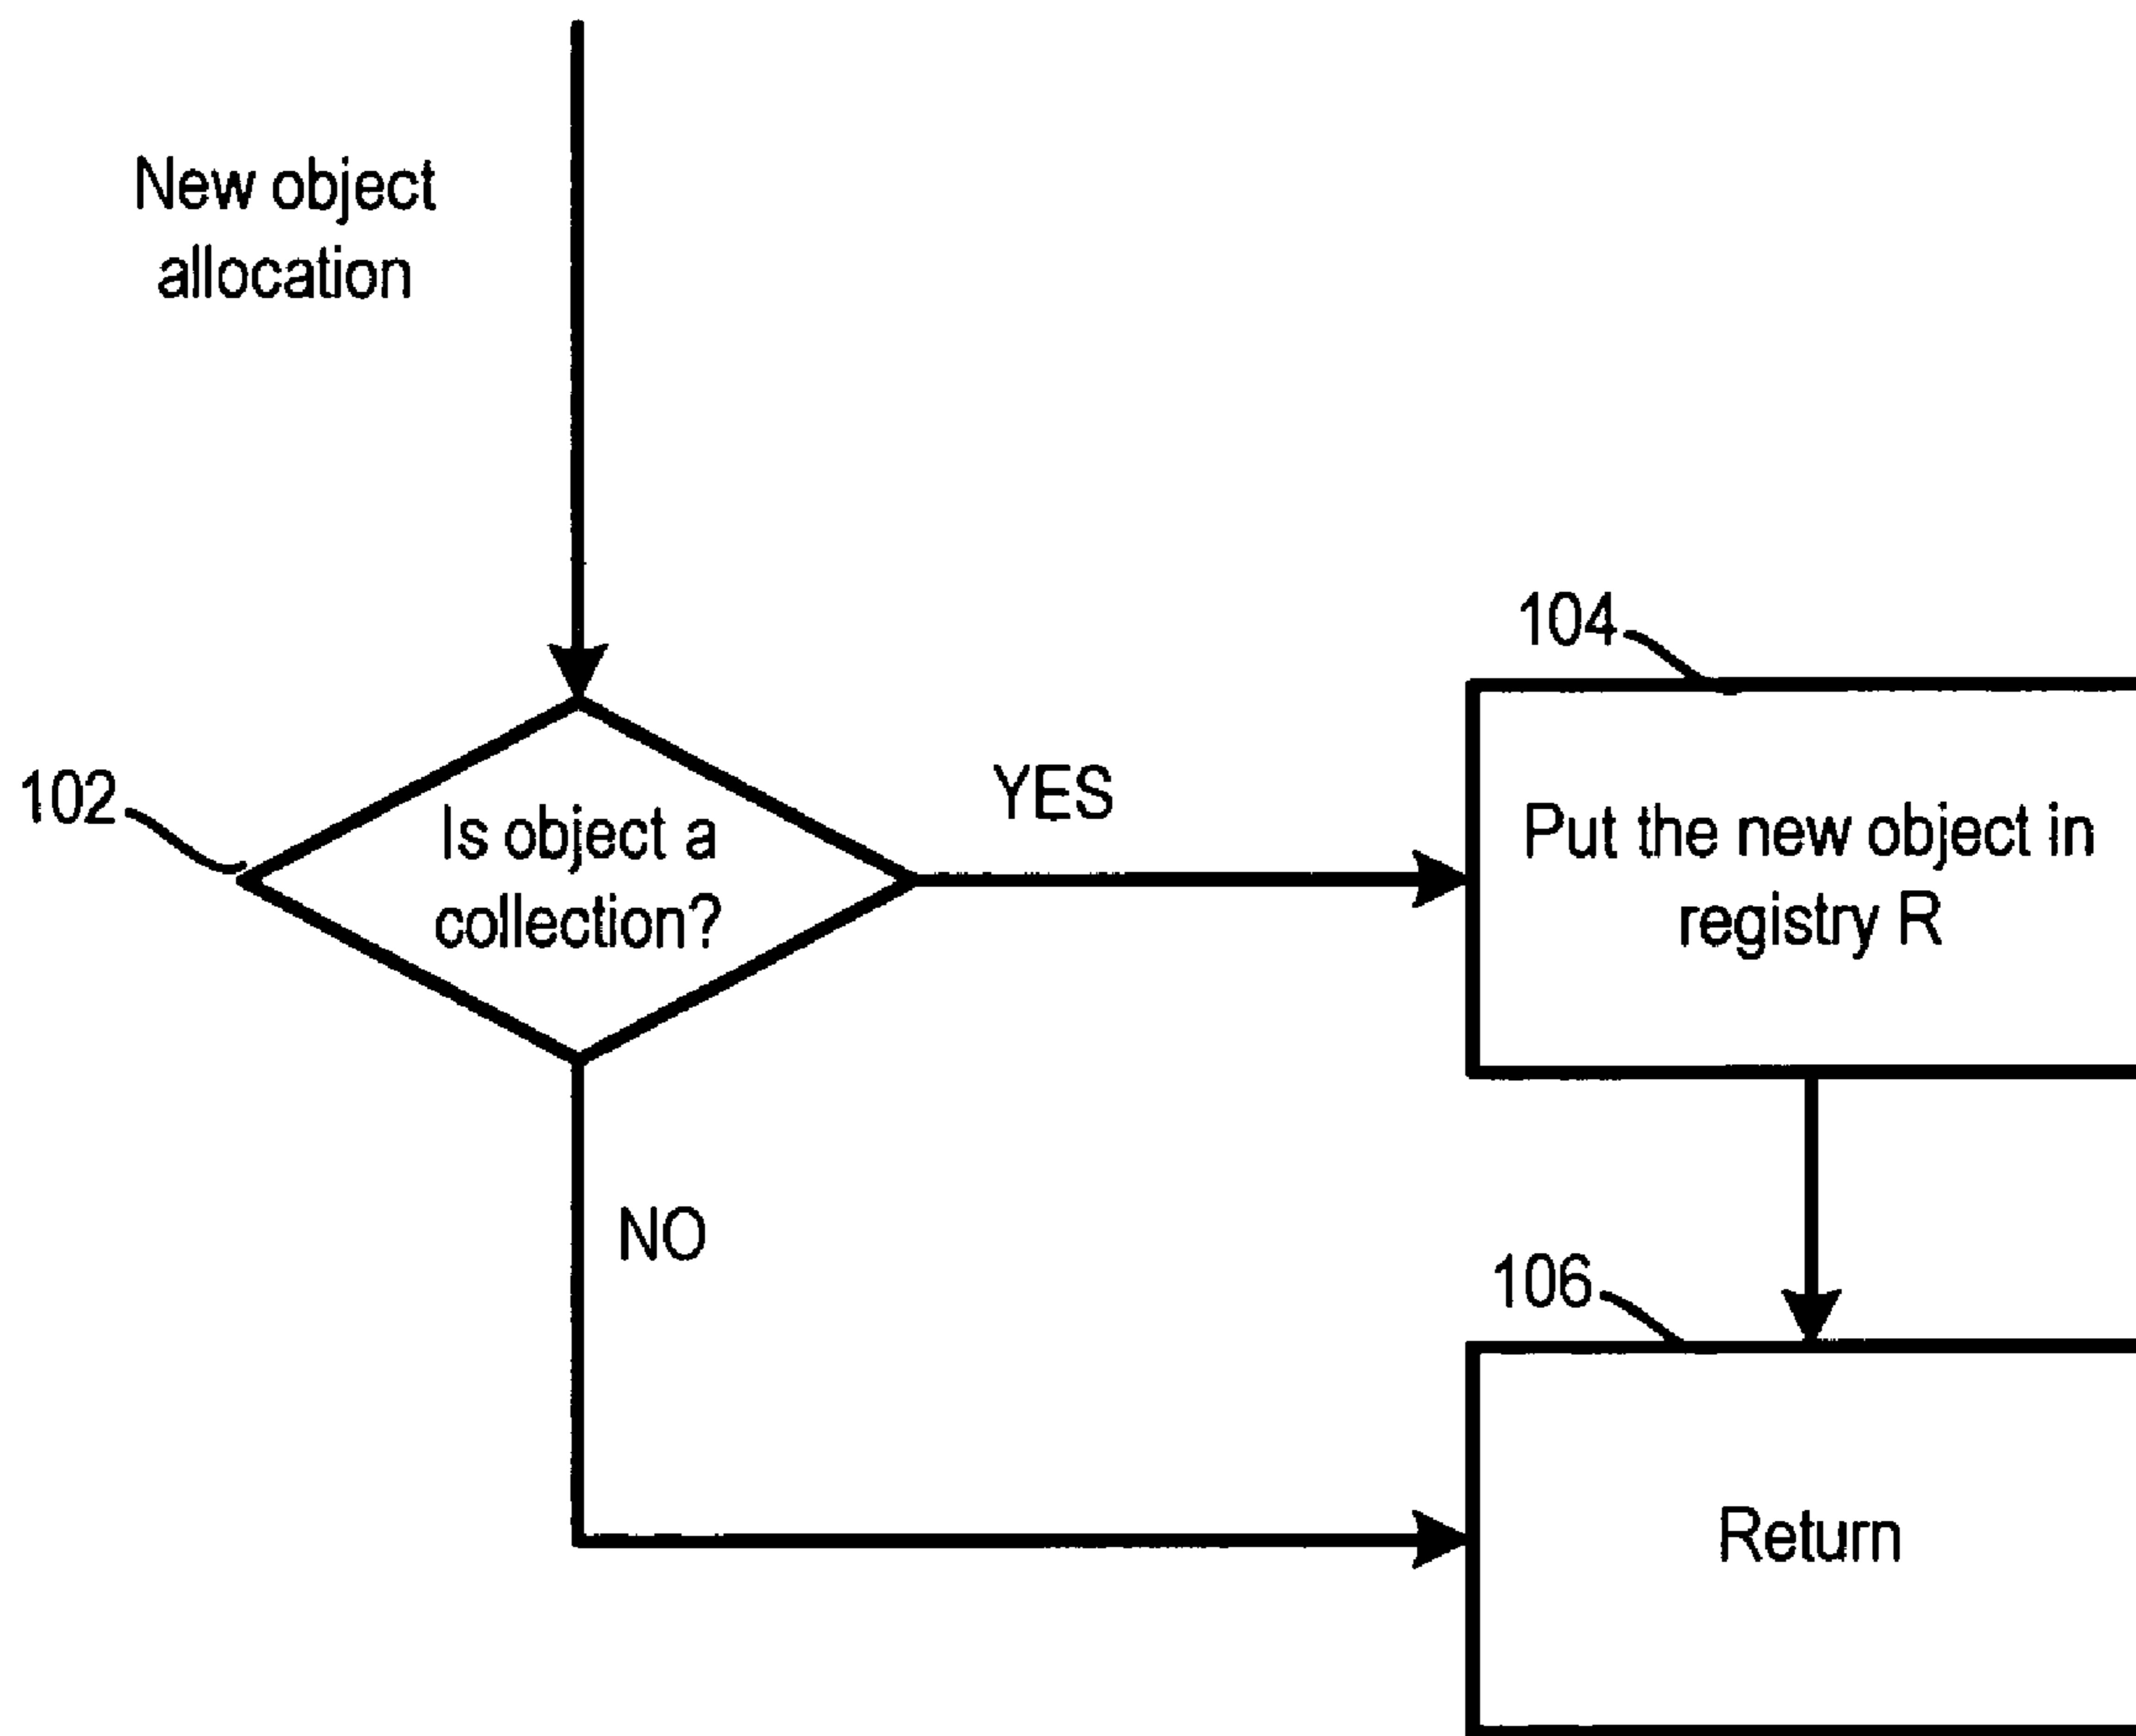 New object
allocation
104
102
Is object a
collection?
YES
Put the new object in
registry R
NO
106
Return